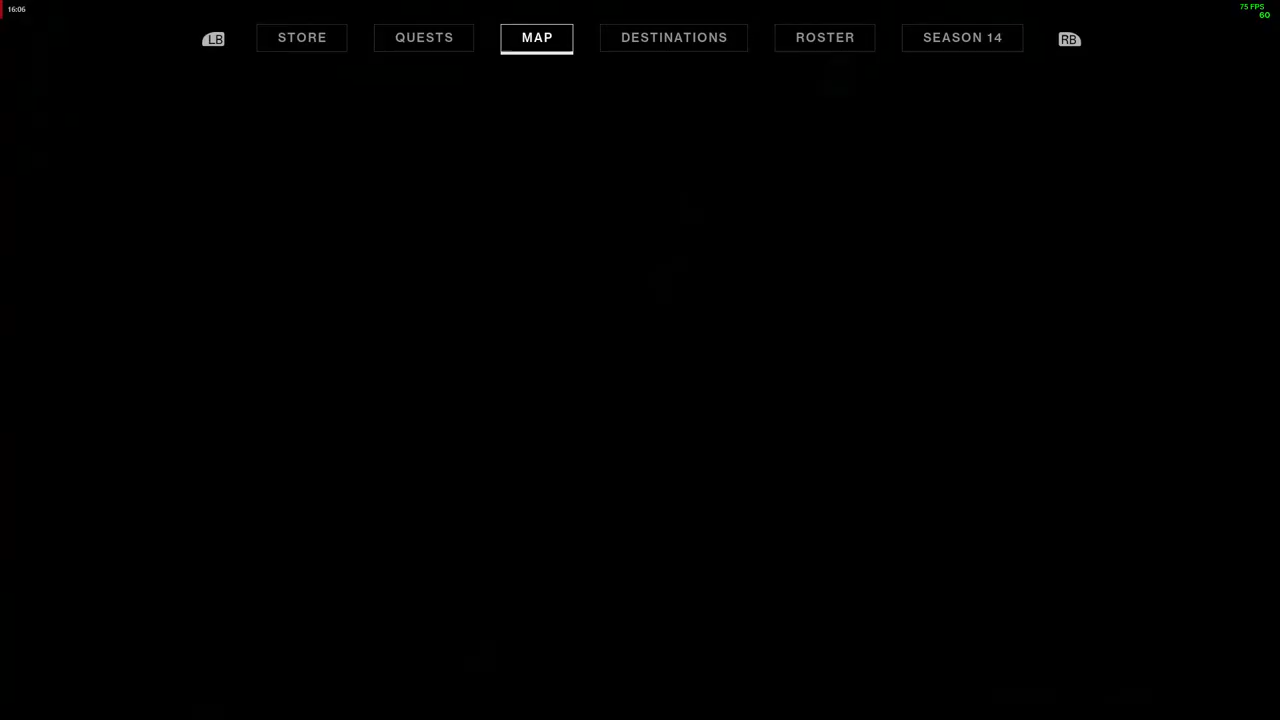 16:06
75 FPS
60
LB
STORE
QUESTS
MAP
DESTINATIONS
ROSTER
SEASON 14
RB